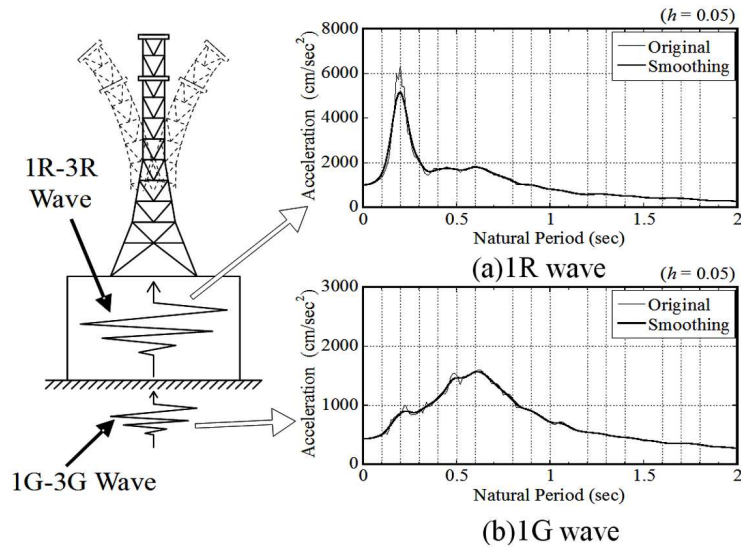 1R-3R
Wave
1G-3G Wave
(h = 0.05)
Original
Smoothing
Acceleration (cm/sec²)
8000
6000
4000
2000
0
0
0.5
1
1.5
2
Natural Period (sec)
(a)1R wave
(h = 0.05)
Original
Smoothing
Acceleration (cm/sec²)
3000
2000
1000
0
0
0.5
1
1.5
2
Natural Period (sec)
(b)1G wave